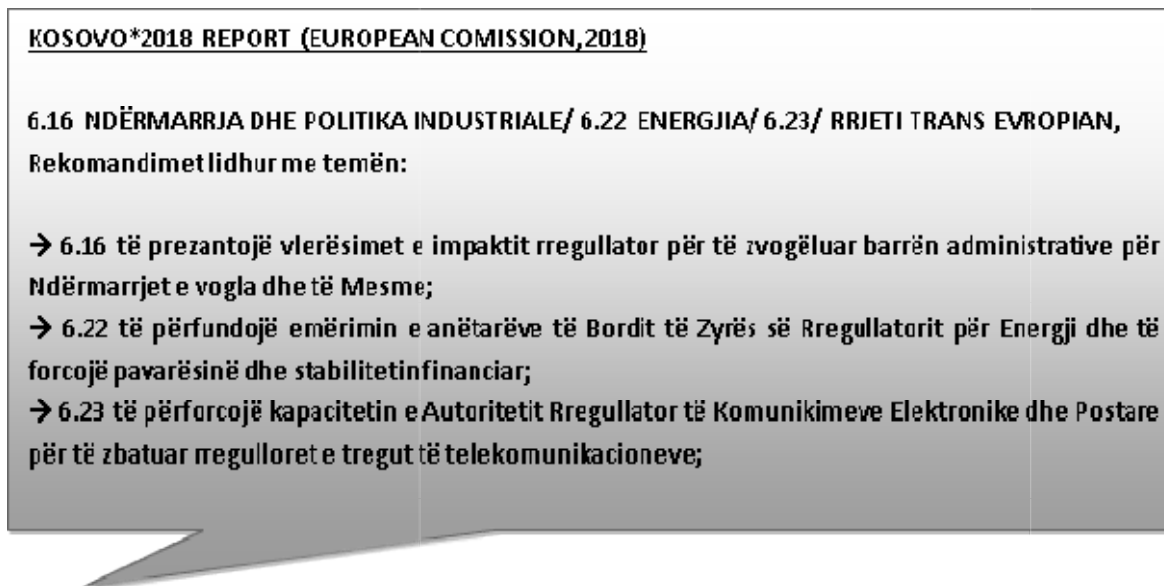 KOSOVO*2018 REPORT (EUROPEAN COMISSION,2018)
6.16 NDËRMARRJA DHE POLITIKA INDUSTRIALE/ 6.22 ENERGJIA/ 6.23/ RRJETI TRANS EVROPIAN,
Rekomandimet lidhur me temën:
→ 6.16 të prezantojë vlerësimet e impaktit rregullator për të zvogëluar barrën administrative për
Ndërmarrjet e vogla dhe të Mesme;
→ 6.22 të përfundojë emërimin e anëtarëve të Bordit të Zyrës së Rregullatorit për Energji dhe të
forcojë pavarësinë dhe stabilitetin financiar;
→ 6.23 të përforcojë kapacitetin e Autoritetit Rregullator të Komunikimeve Elektronike dhe Postare
për të zbatuar rregulloret e tregut të telekomunikacioneve;